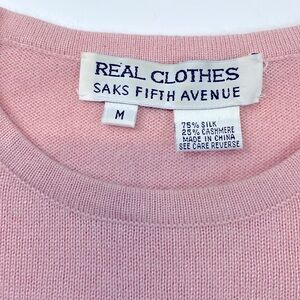 REAL CLOTHES
SAKS FIFTH AVENUE
M
75% SILK
25% CASHMERE
MADE IN CHINA
SEE CARE REVERSE